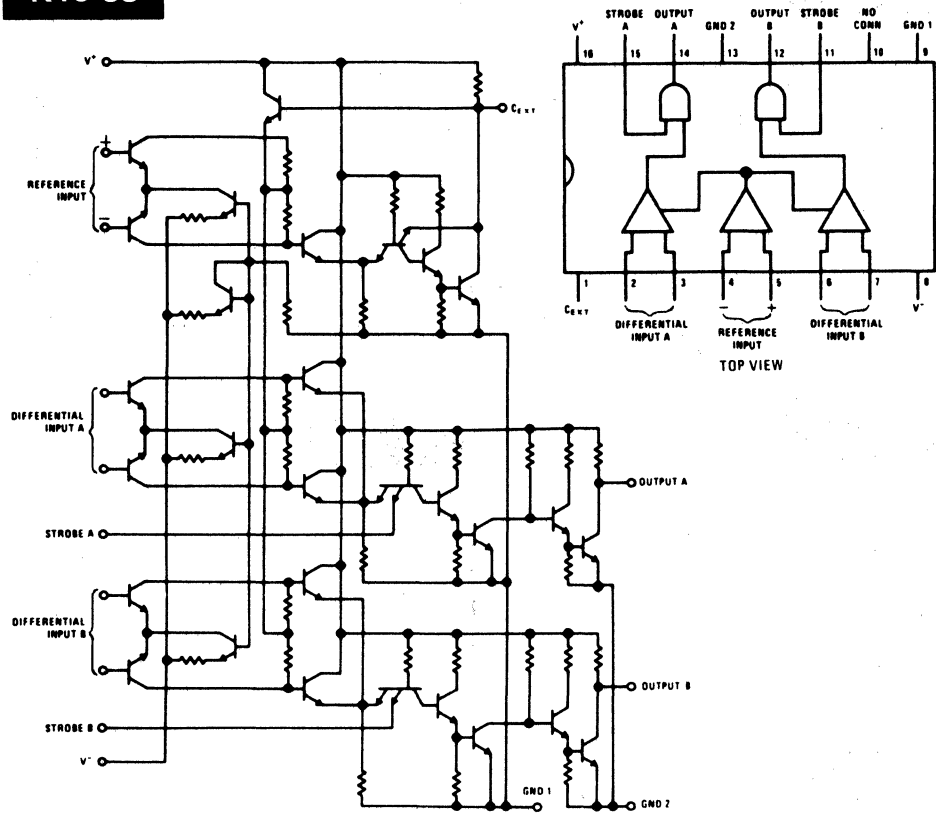 V+
C EXT
+
REFERENCE
INPUT
−
DIFFERENTIAL
INPUT A
STROBE A
OUTPUT A
DIFFERENTIAL
INPUT B
STROBE B
OUTPUT B
V-
GND 1
GND 2
STROBE OUTPUT OUTPUT STROBE NO
V+ A A GND 2 B B CONN GND 1
16 15 14 13 12 11 10 9
1 2 3 4 5 6 7 8
C EXT − + V-
DIFFERENTIAL REFERENCE DIFFERENTIAL
INPUT A INPUT INPUT B
TOP VIEW